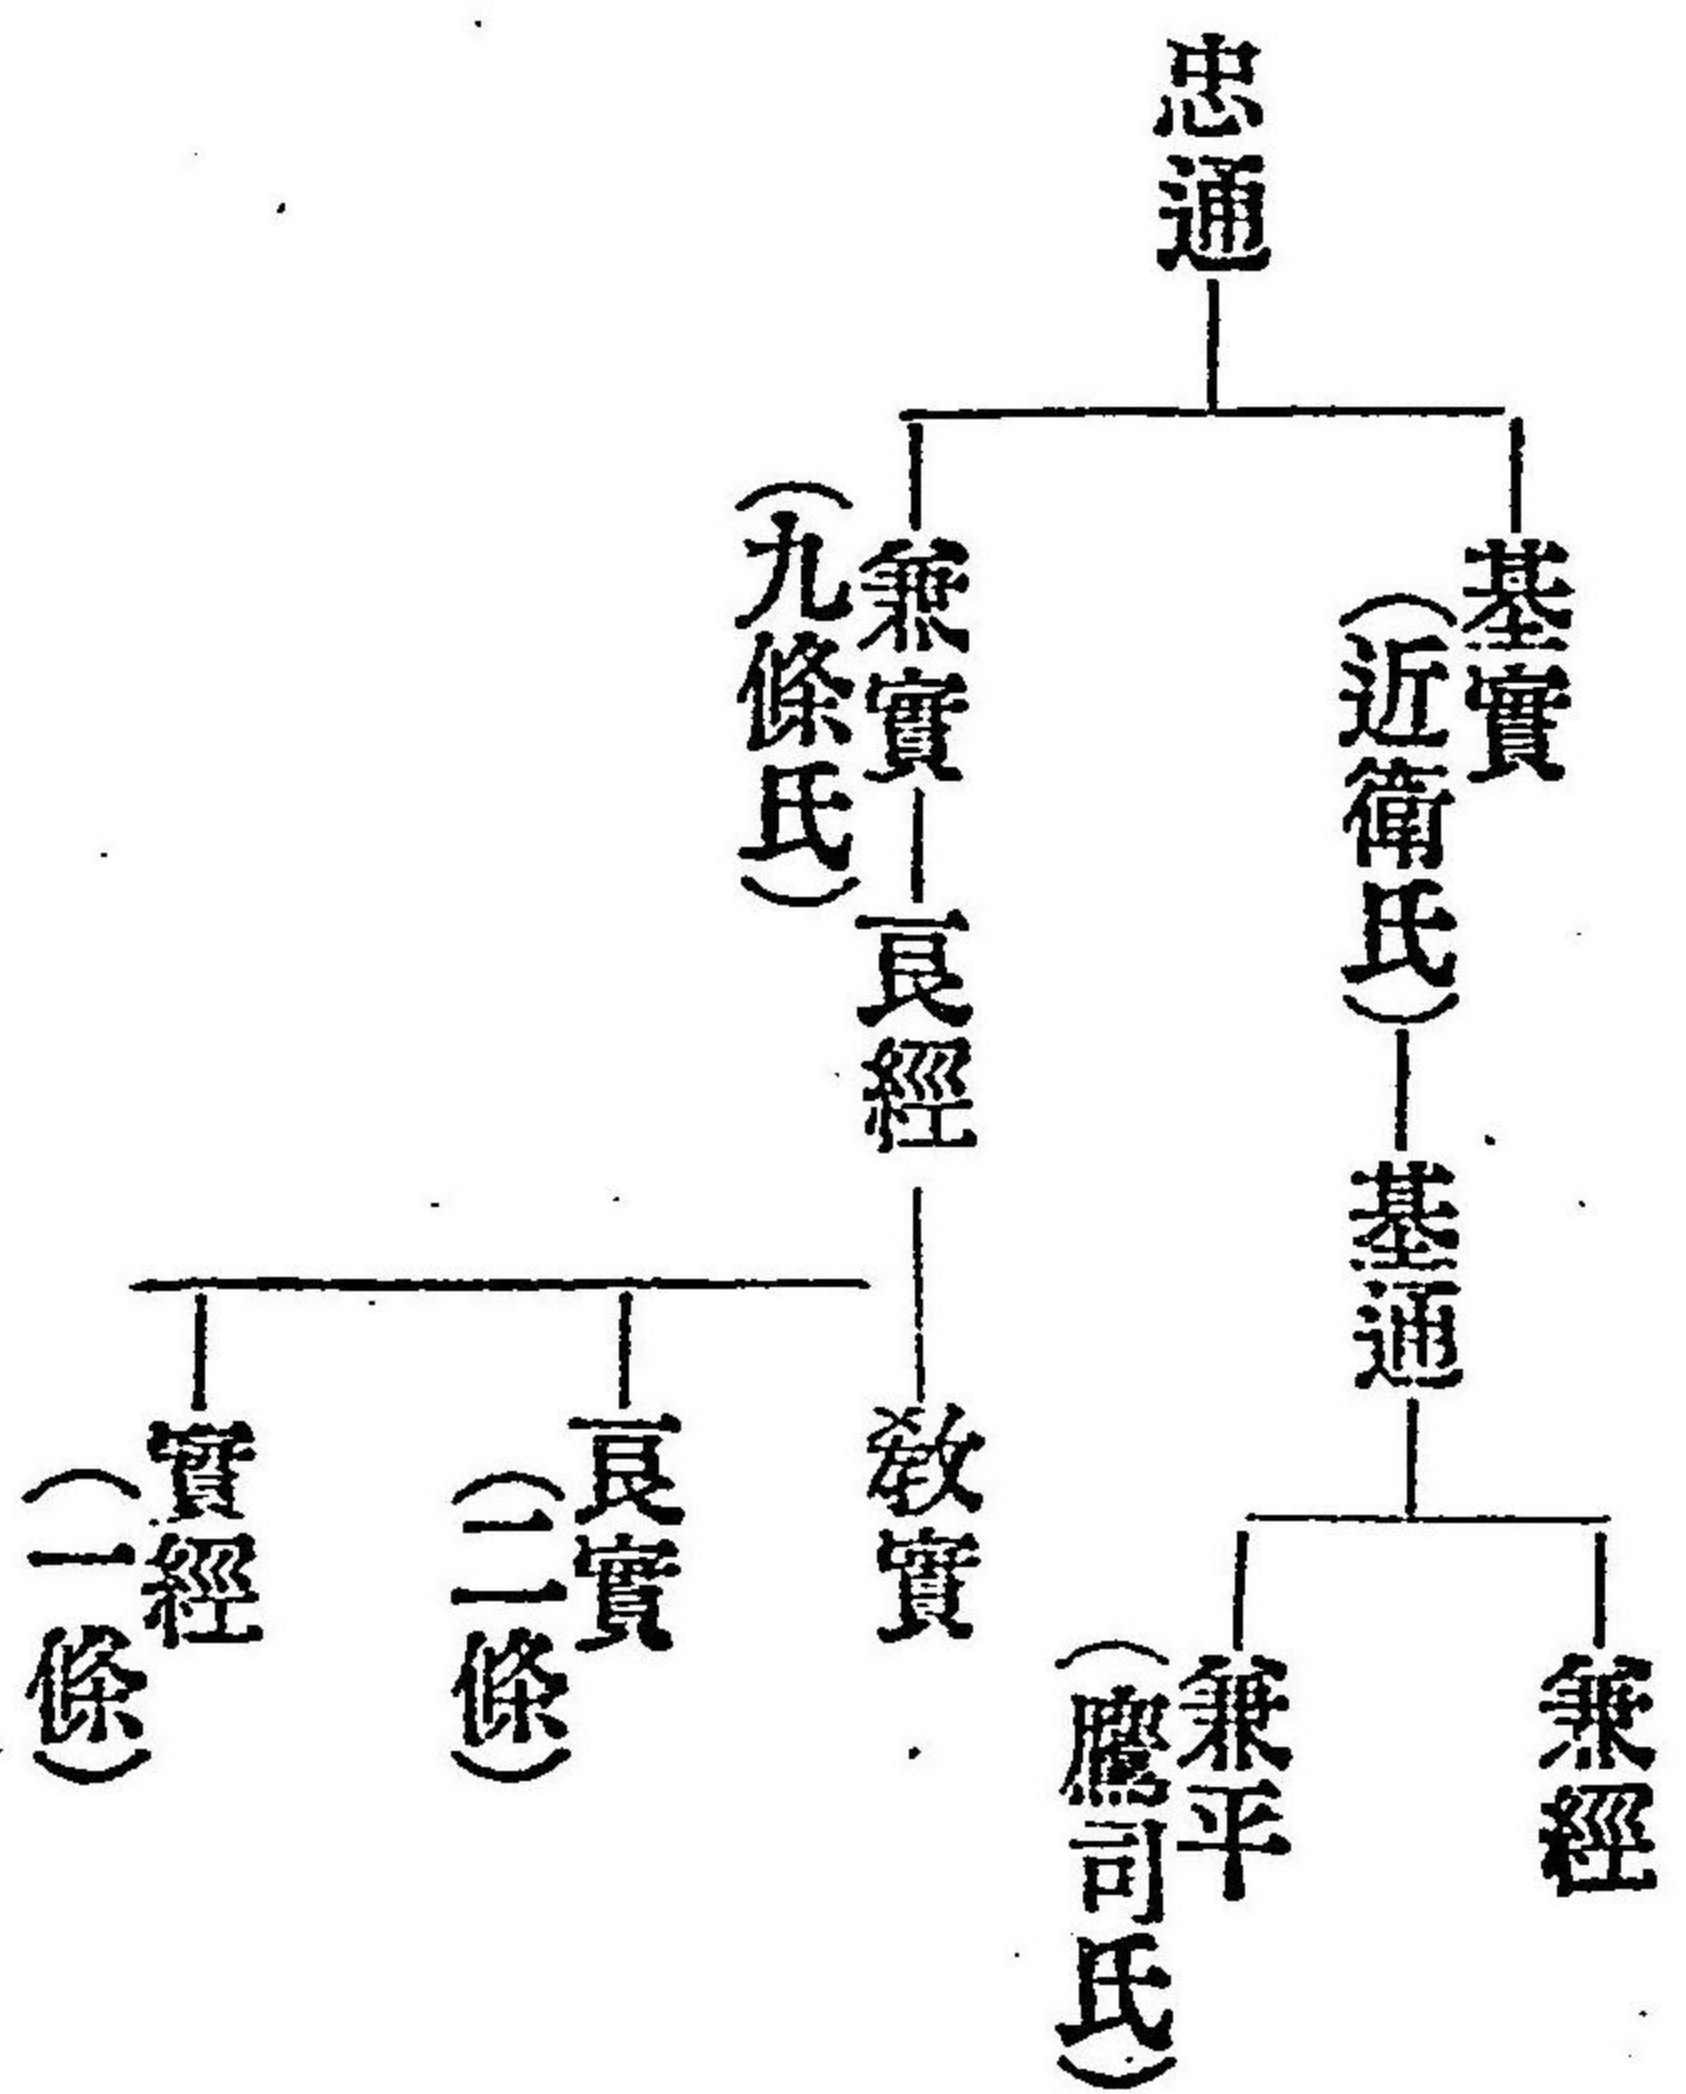 忠通
基實
(近衞氏)
基通
兼經
兼平
(鷹司氏)
兼實
(九條氏)
良經
敎實
良實
(二條)
實經
(一條)